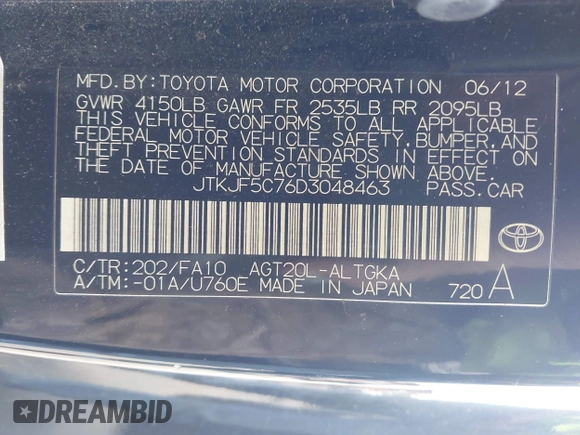 MFD. BY: TOYOTA MOTOR CORPORATION 06/12
GVWR 4150LB GAWR FR 2535LB RR 2095LB
THIS VEHICLE CONFORMS TO ALL APPLICABLE
FEDERAL MOTOR VEHICLE SAFETY, BUMPER, AND
THEFT PREVENTION STANDARDS IN EFFECT ON
THE DATE OF MANUFACTURE SHOWN ABOVE.
JTKJF5C76D3048463 PASS. CAR
C/TR: 202/FA10 AGT20L-ALTGKA
A/TM: -01A/U760E MADE IN JAPAN 720 A
DREAMBID